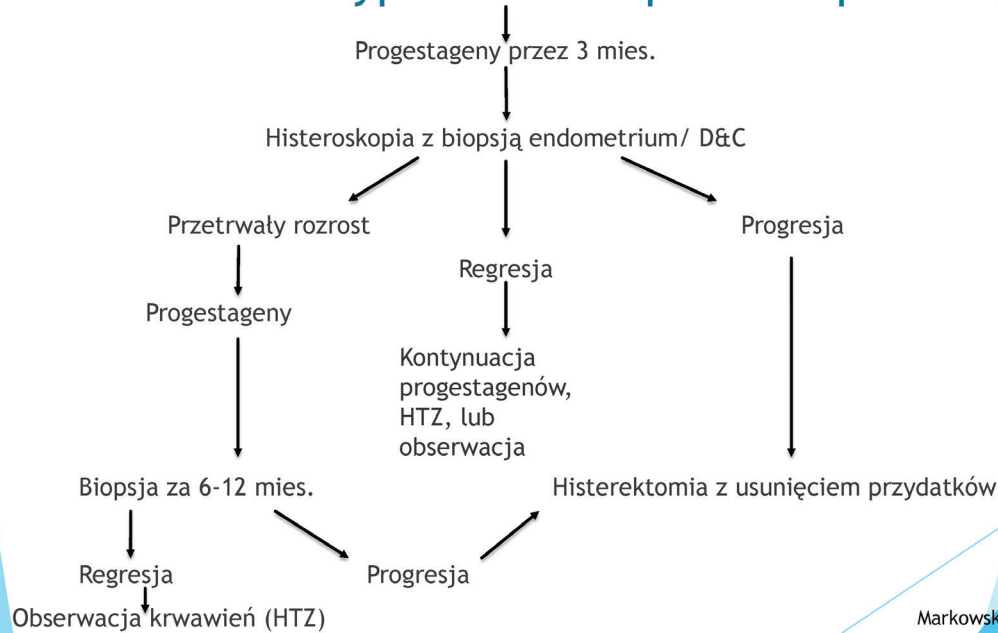 Progestageny przez 3 mies.
Histeroskopia z biopsją endometrium/ D&C
Przetrwały rozrost
Progresja
Regresja
Progestageny
Kontynuacja
progestagenów,
HTZ, lub
obserwacja
Biopsja za 6-12 mies.
Histerektomia z usunięciem przydatków
Regresja
Progresja
Obserwacja krwawień (HTZ)
Markowsk